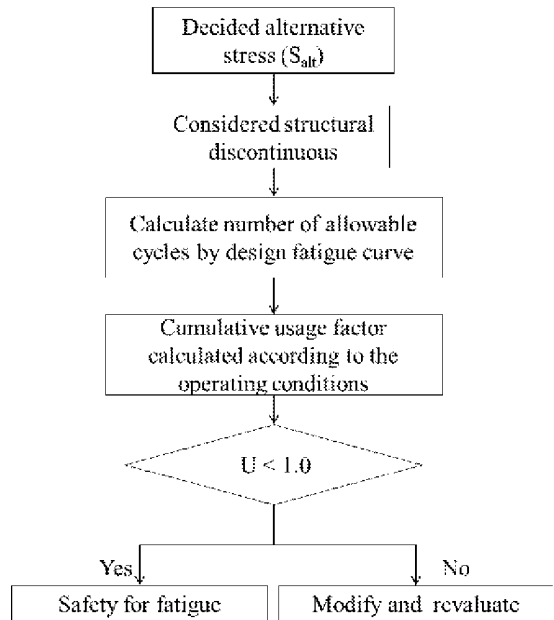 Decided alternative
stress (Salt)
Considered structural
discontinuous
Calculate number of allowable
cycles by design fatigue curve
Cumulative usage factor
calculated according to the
operating conditions
U < 1.0
Yes
No
Safety for fatigue
Modify and revaluate